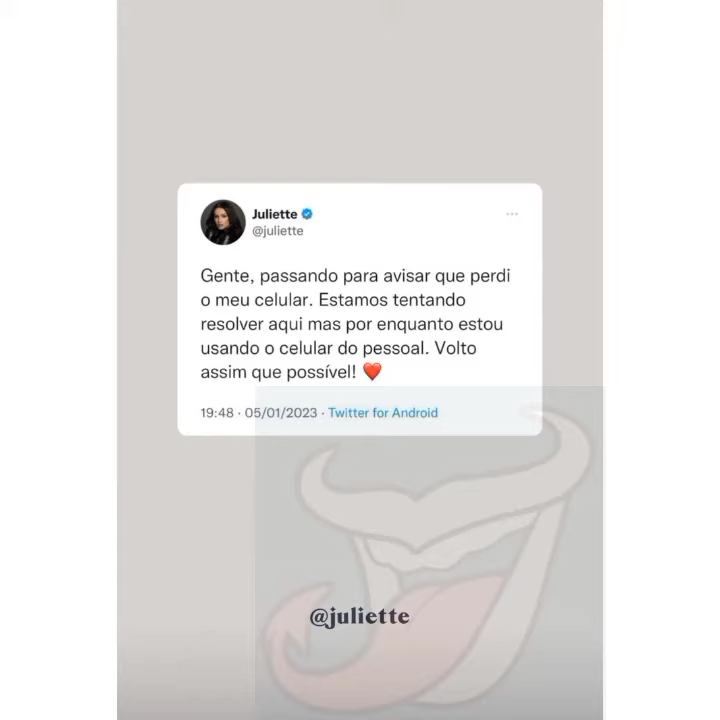 Juliette
@juliette
Gente, passando para avisar que perdi
o meu celular. Estamos tentando
resolver aqui mas por enquanto estou
usando o celular do pessoal. Volto
assim que possível! ❤️
19:48 · 05/01/2023 · Twitter for Android
@juliette